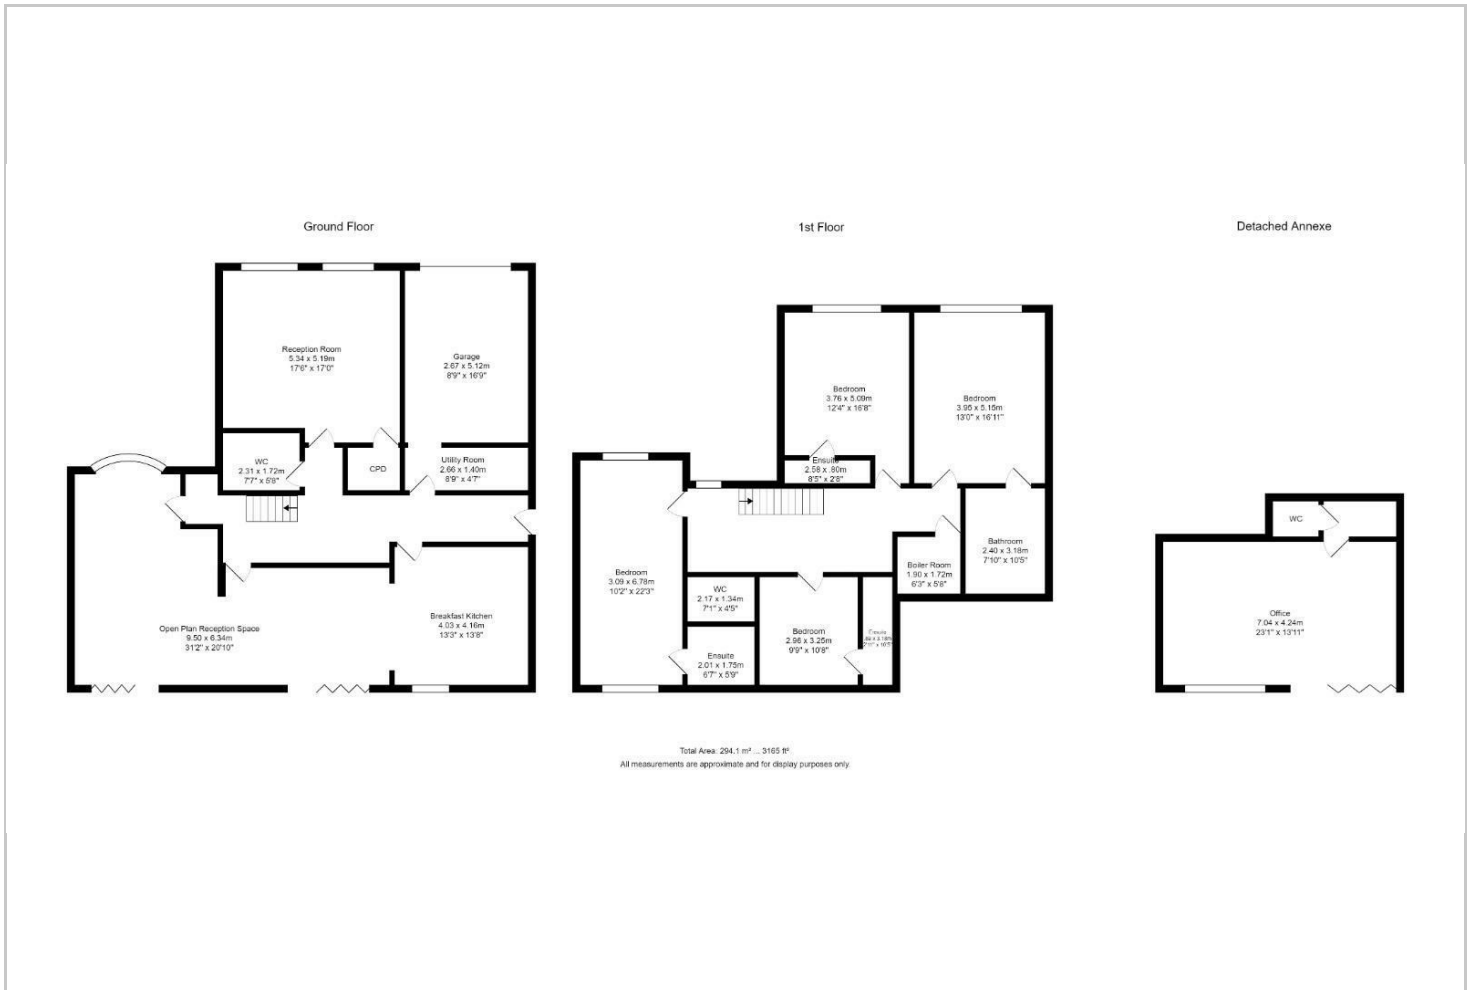 Ground Floor
1st Floor
Detached Annexe
Reception Room
5.34 x 5.19m
17'6" x 17'0"
Garage
2.67 x 5.12m
8'9" x 16'9"
WC
2.31 x 1.72m
7'7" x 5'8"
CPD
Utility Room
2.66 x 1.40m
8'9" x 4'7"
Open Plan Reception Space
9.50 x 6.34m
31'2" x 20'10"
Breakfast Kitchen
4.03 x 4.16m
13'3" x 13'8"
Bedroom
3.76 x 5.09m
12'4" x 16'8"
Bedroom
3.95 x 5.15m
13'0" x 16'11"
Ensuite
2.58 x .80m
8'5" x 2'8"
Bedroom
3.09 x 6.78m
10'2" x 22'3"
Bathroom
2.40 x 3.18m
7'10" x 10'5"
Boiler Room
1.90 x 1.72m
6'3" x 5'8"
WC
2.17 x 1.34m
7'1" x 4'5"
Ensuite
2.01 x 1.75m
6'7" x 5'9"
Bedroom
2.96 x 3.25m
9'9" x 10'8"
Ensuite
WC
Office
7.04 x 4.24m
23'1" x 13'11"
Total Area: 294.1 m² ... 3165 ft²
All measurements are approximate and for display purposes only